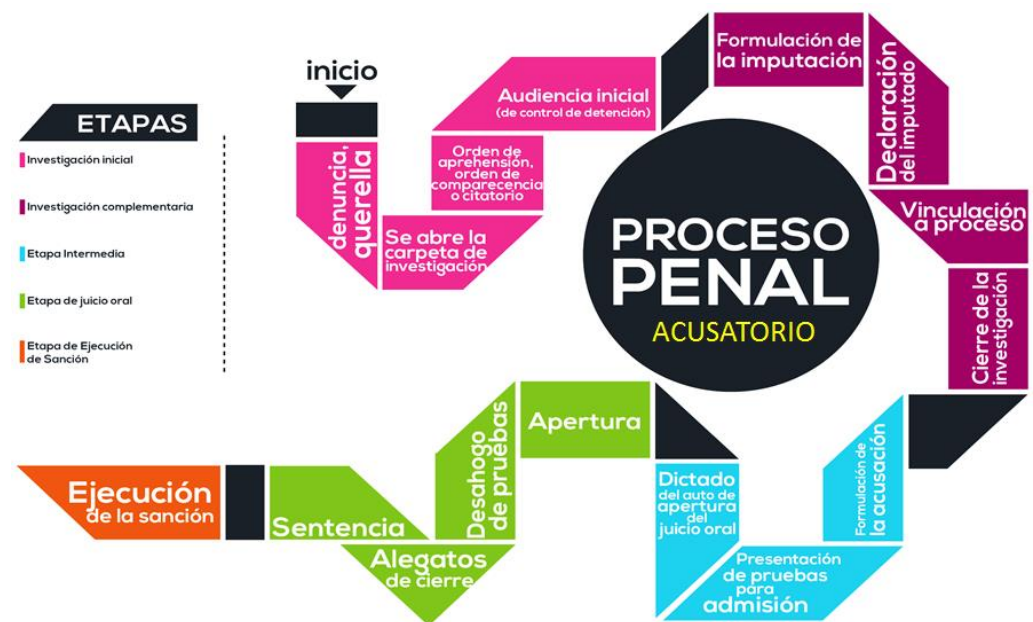 inicio
ETAPAS
Investigación inicial
Investigación complementaria
Etapa Intermedia
Etapa de juicio oral
Etapa de Ejecución
de Sanción
denuncia,
querella
Se abre la
carpeta de
investigación
Orden de
aprehensión,
orden de
comparecencia
o citatorio
Audiencia inicial
(de control de detención)
Formulación de
la imputación
Declaración
del imputado
Vinculación
a proceso
Cierre de la
investigación
PROCESO
PENAL
ACUSATORIO
Formulación de
la acusación
Presentación
de pruebas
para
admisión
Dictado
del auto de
apertura
del
juicio oral
Apertura
Desahogo
de pruebas
Alegatos
de cierre
Sentencia
Ejecución
de la sanción